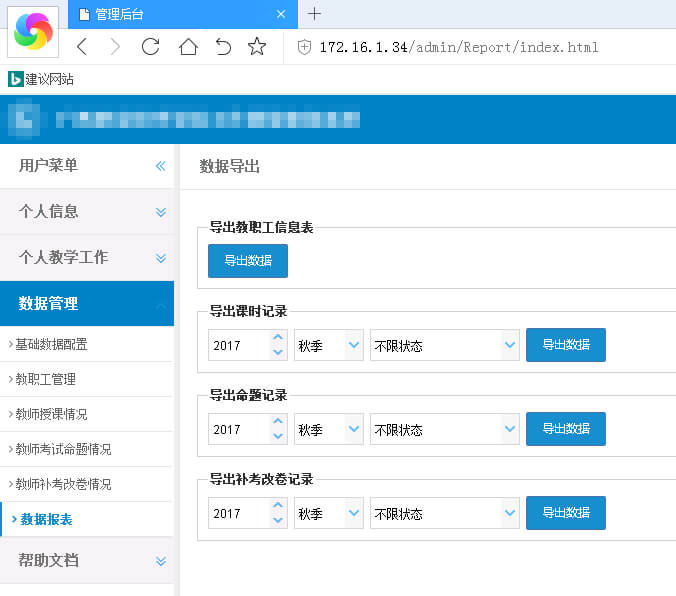 管理后台
172.16.1.34/admin/Report/index.html
建议网站
用户菜单
数据导出
个人信息
个人教学工作
数据管理
基础数据配置
教职工管理
教师授课情况
教师考试命题情况
教师补考改卷情况
数据报表
帮助文档
导出教职工信息表
导出数据
导出课时记录
2017 秋季 不限状态 导出数据
导出命题记录
2017 秋季 不限状态 导出数据
导出补考改卷记录
2017 秋季 不限状态 导出数据